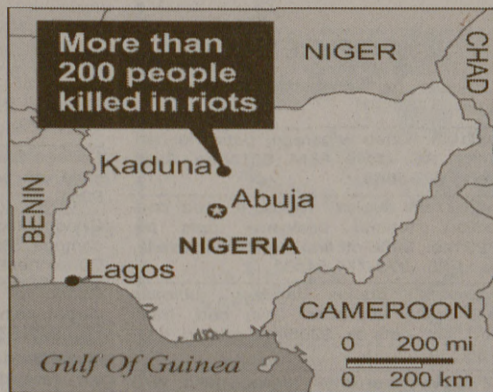 More than
200 people
killed in riots
NIGER
CHAD
Kaduna
Abuja
BENIN
NIGERIA
Lagos
CAMEROON
0 200 mi
0 200 km
Gulf Of Guinea